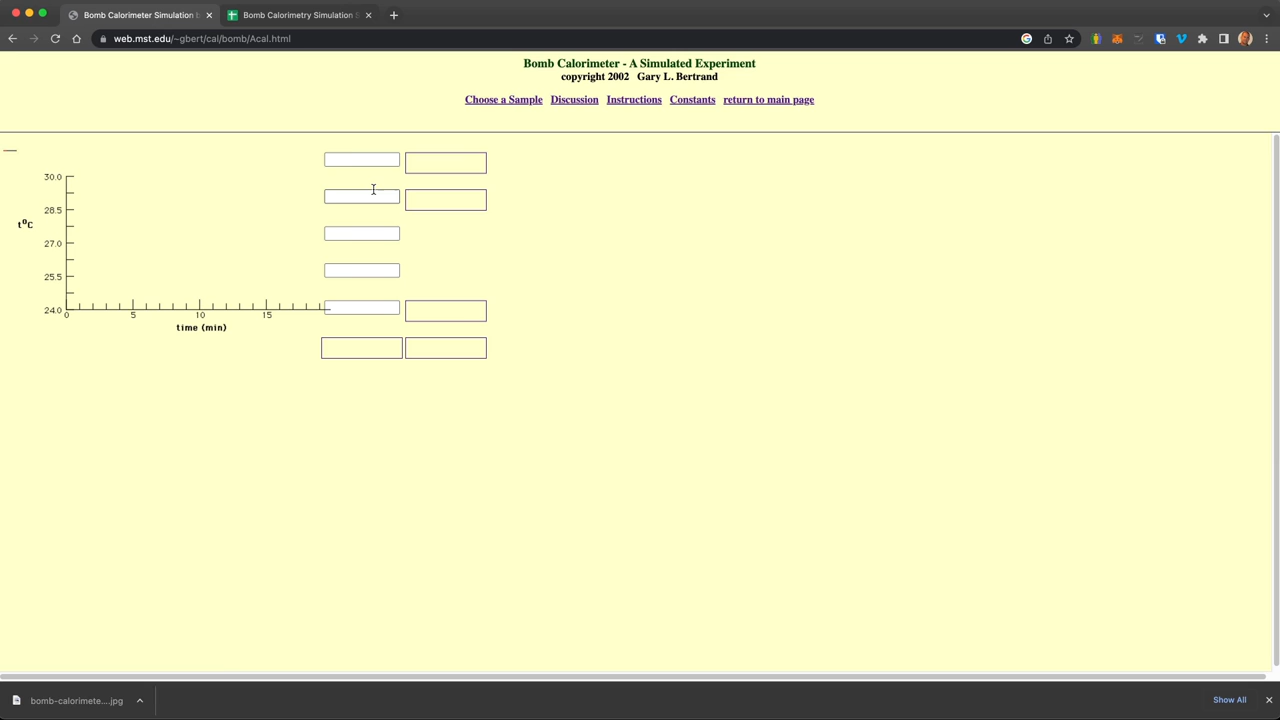 Bomb Calorimeter Simulation b
Bomb Calorimetry Simulation S
web.mst.edu/~gbert/cal/bomb/Acal.html
Bomb Calorimeter - A Simulated Experiment
copyright 2002 Gary L. Bertrand
Choose a Sample Discussion Instructions Constants return to main page
30.0
28.5
t°C
27.0
25.5
24.0
0 5 10 15
time (min)
bomb-calorimete....jpg
Show All